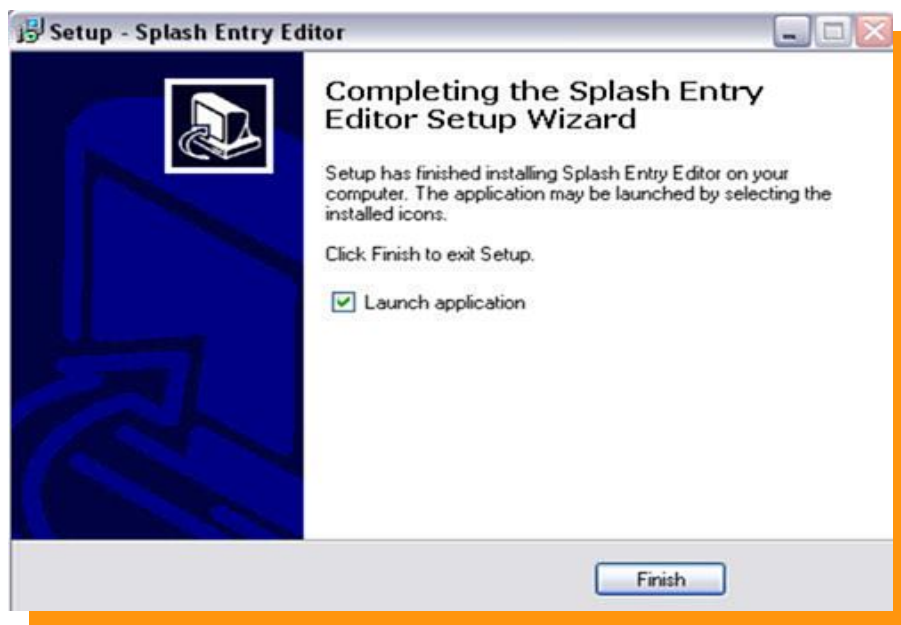 Setup - Splash Entry Editor
Completing the Splash Entry
Editor Setup Wizard
Setup has finished installing Splash Entry Editor on your
computer. The application may be launched by selecting the
installed icons.
Click Finish to exit Setup.
Launch application
Finish